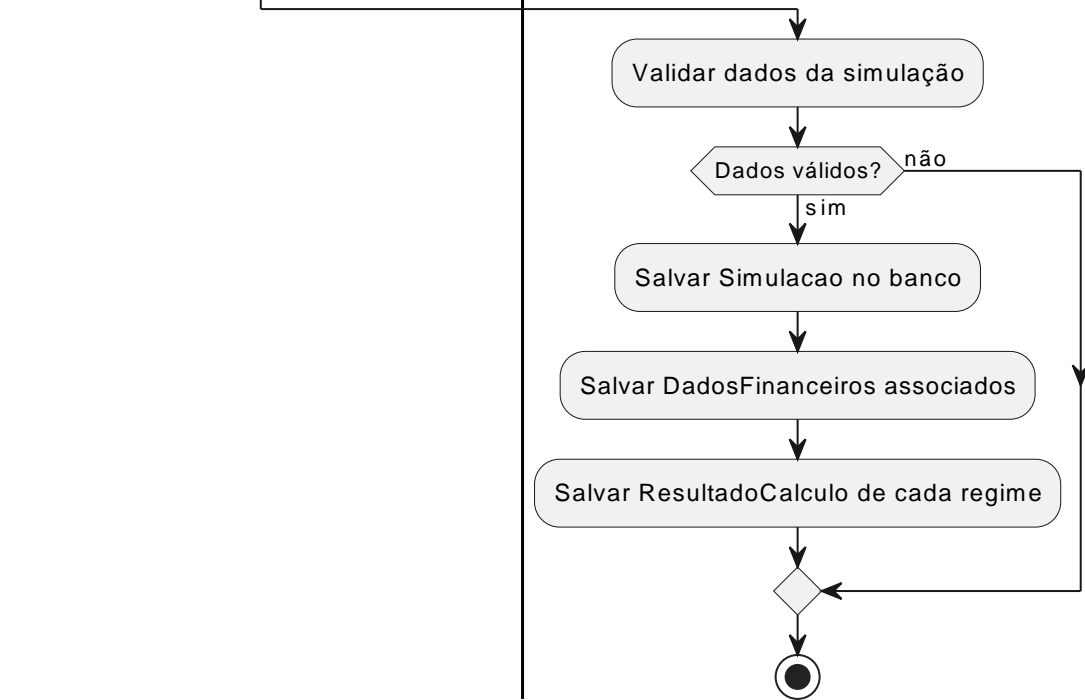 Validar dados da simulação
Dados válidos?
não
sim
Salvar Simulacao no banco
Salvar DadosFinanceiros associados
Salvar ResultadoCalculo de cada regime